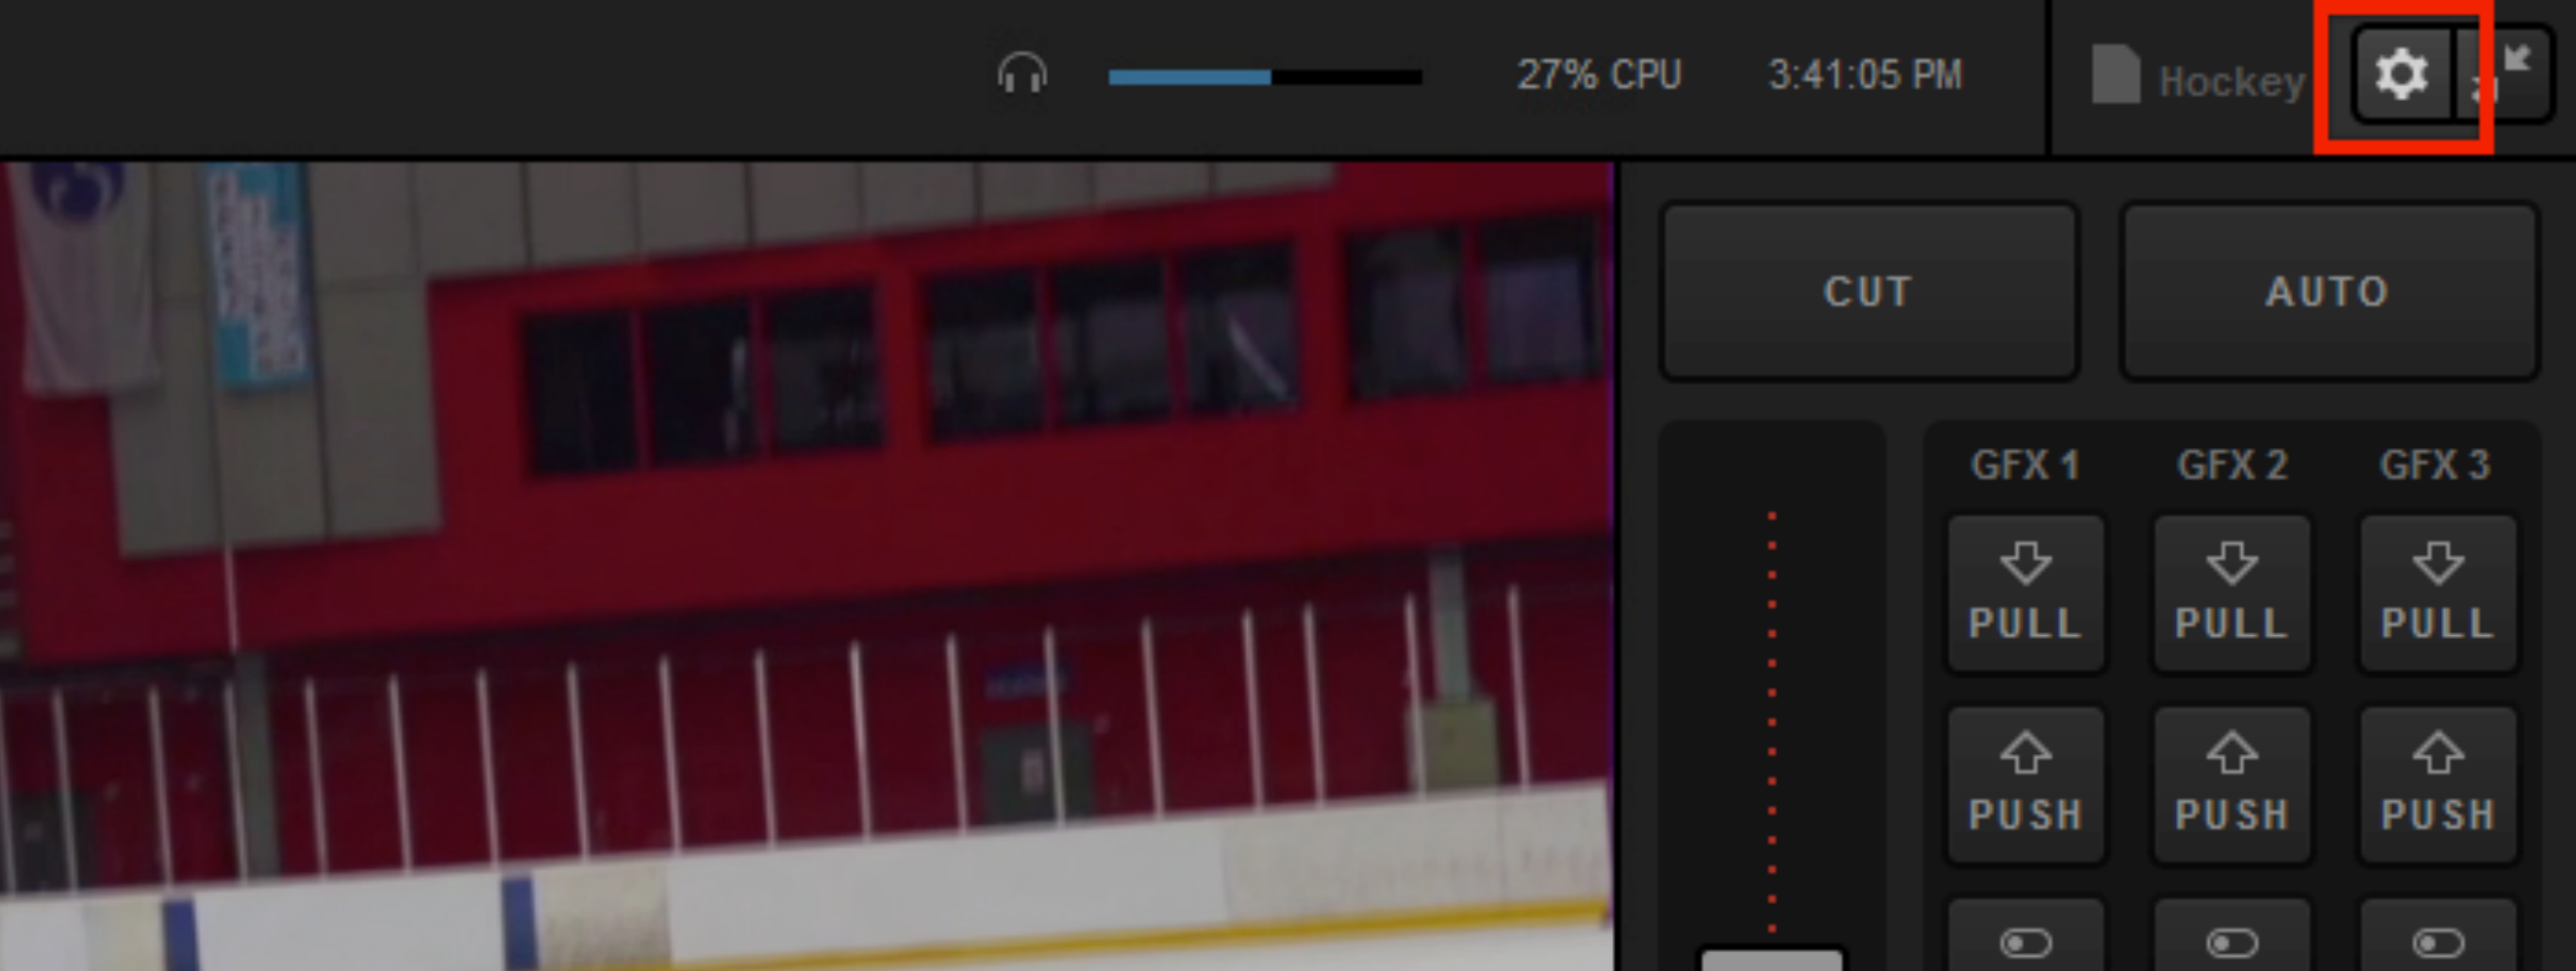 27% CPU 3:41:05 PM Hockey
CUT AUTO
GFX 1 GFX 2 GFX 3
PULL PULL PULL
PUSH PUSH PUSH